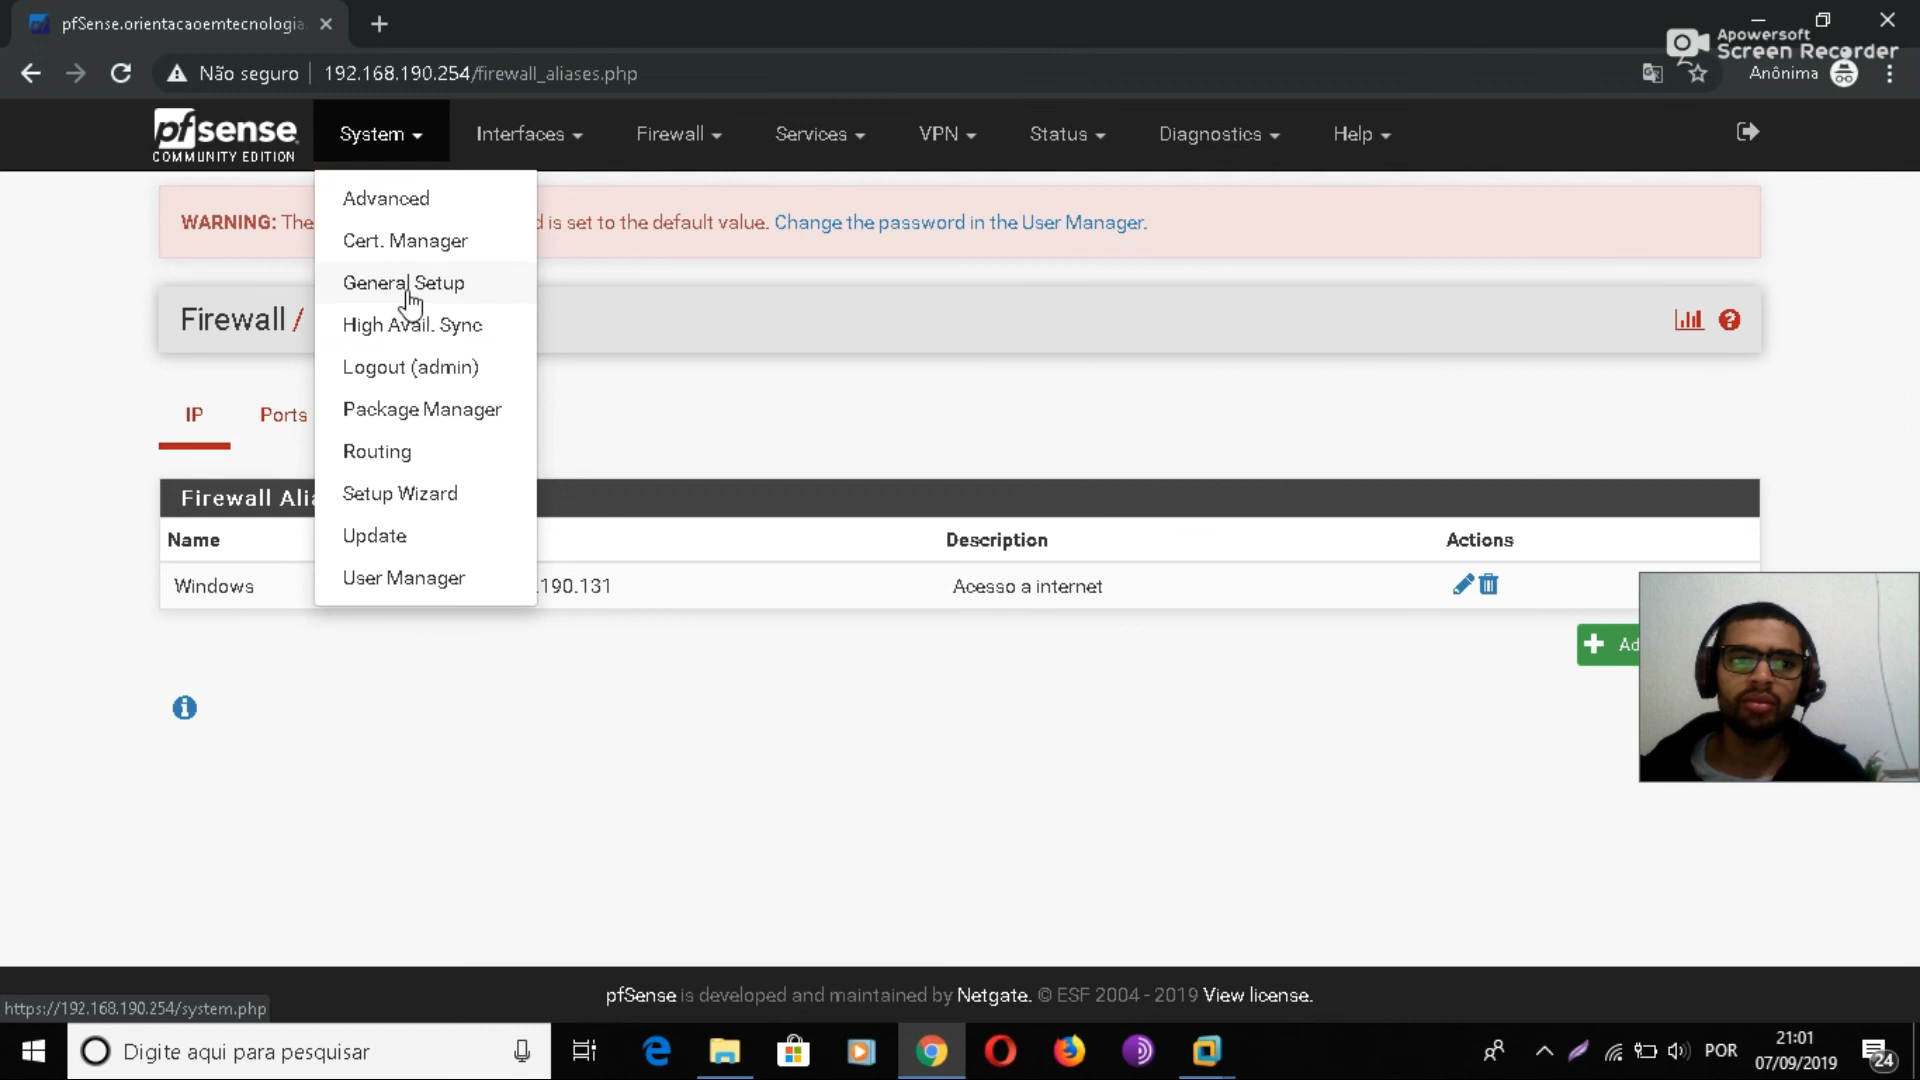 pfSense.orientacaoemtecnologia
Apowersoft
Screen Recorder
Não seguro
192.168.190.254/firewall_aliases.php
Anônima
pfsense
COMMUNITY EDITION
System
Interfaces
Firewall
Services
VPN
Status
Diagnostics
Help
Advanced
Cert. Manager
General Setup
High Avail. Sync
Logout (admin)
Package Manager
Routing
Setup Wizard
Update
User Manager
WARNING: The
d is set to the default value. Change the password in the User Manager.
Firewall /
IP
Ports
Firewall Alia
Name
Description
Actions
Windows
.190.131
Acesso a internet
Ad
pfSense is developed and maintained by Netgate. © ESF 2004 - 2019 View license.
https://192.168.190.254/system.php
Digite aqui para pesquisar
POR
21:01
07/09/2019
24